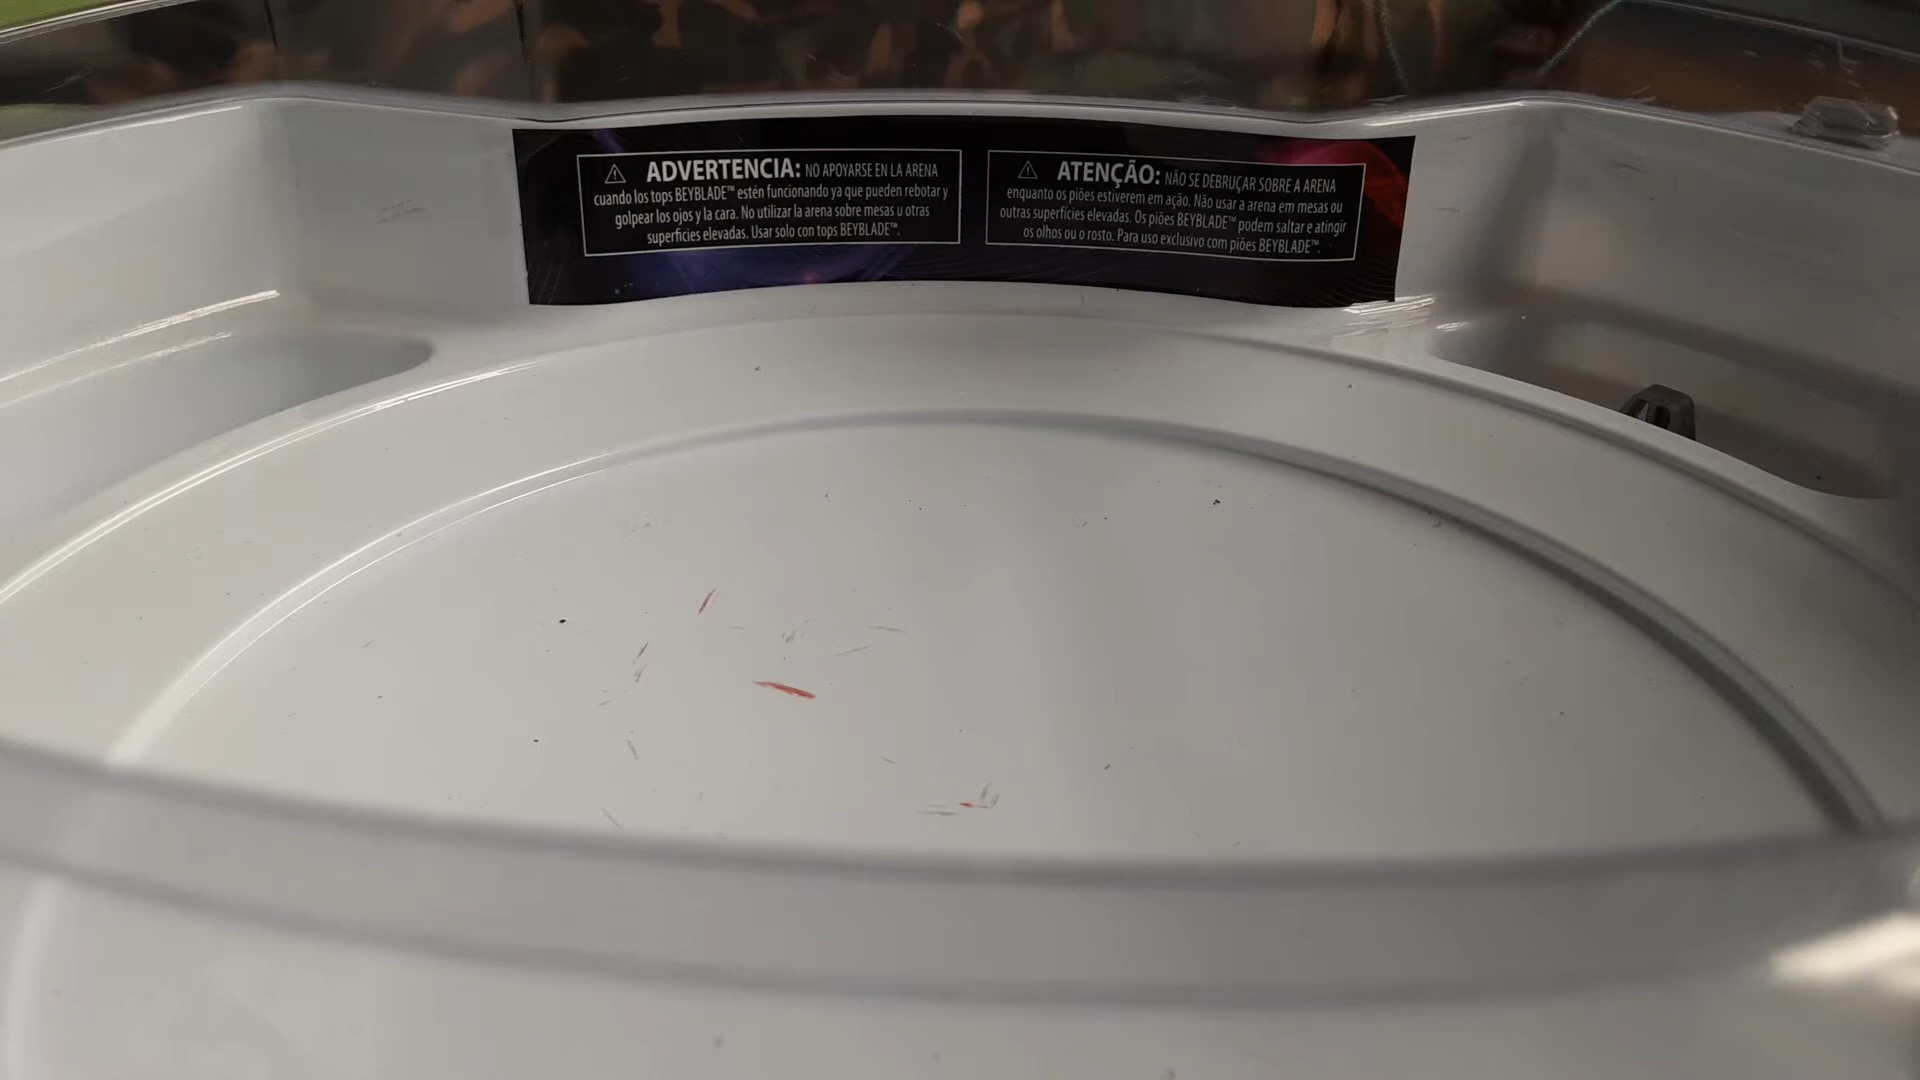 ADVERTENCIA: NO APOYARSE EN LA ARENA
cuando los tops BEYBLADE™ estén funcionando ya que pueden rebotar y
golpear los ojos y la cara. No utilizar la arena sobre mesas u otras
superficies elevadas. Usar solo con tops BEYBLADE™.
ATENÇÃO: NÃO SE DEBRUÇAR SOBRE A ARENA
enquanto os piões estiverem em ação. Não usar a arena em mesas ou
outras superfícies elevadas. Os piões BEYBLADE™ podem saltar e atingir
os olhos ou o rosto. Para uso exclusivo com piões BEYBLADE™.